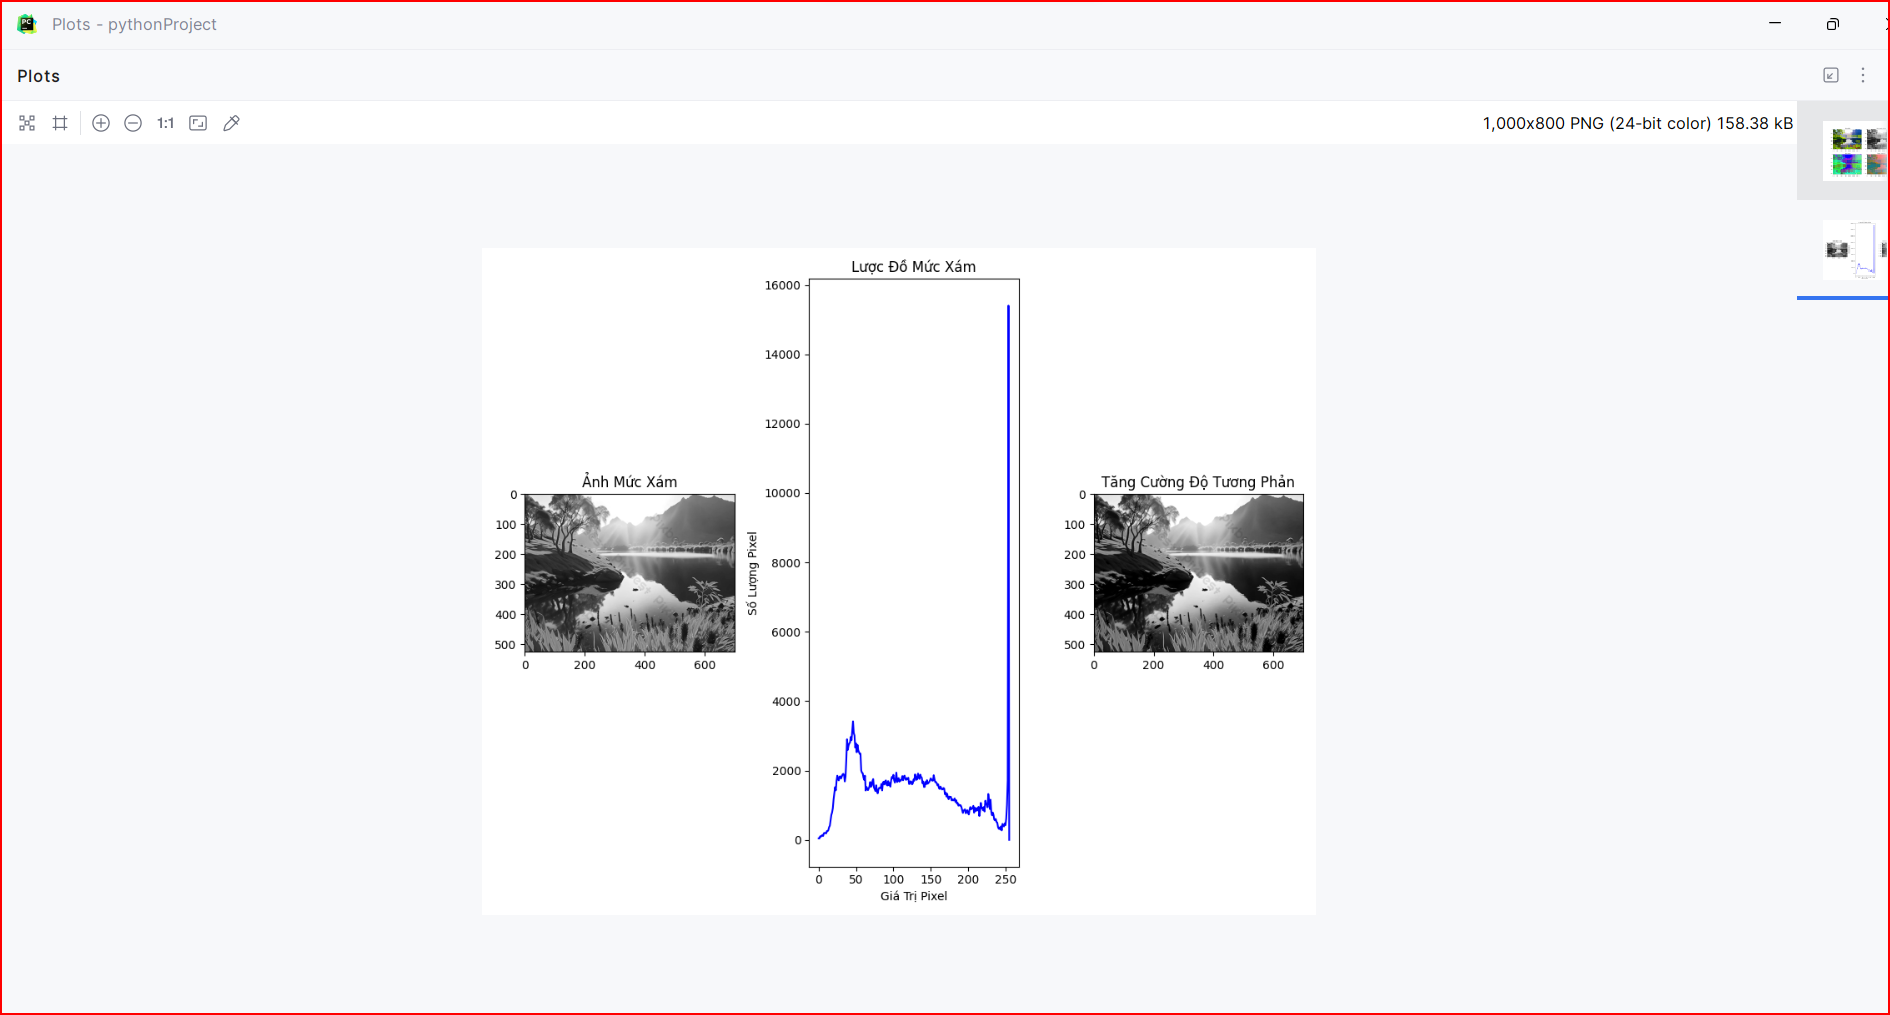 Plots - pythonProject
Plots
1:1
1,000x800 PNG (24-bit color) 158.38 kB
Ảnh Mức Xám
0
100
200
300
400
500
0 200 400 600
Lược Đồ Mức Xám
Số Lượng Pixel
16000
14000
12000
10000
8000
6000
4000
2000
0
0 50 100 150 200 250
Giá Trị Pixel
Tăng Cường Độ Tương Phản
0
100
200
300
400
500
0 200 400 600